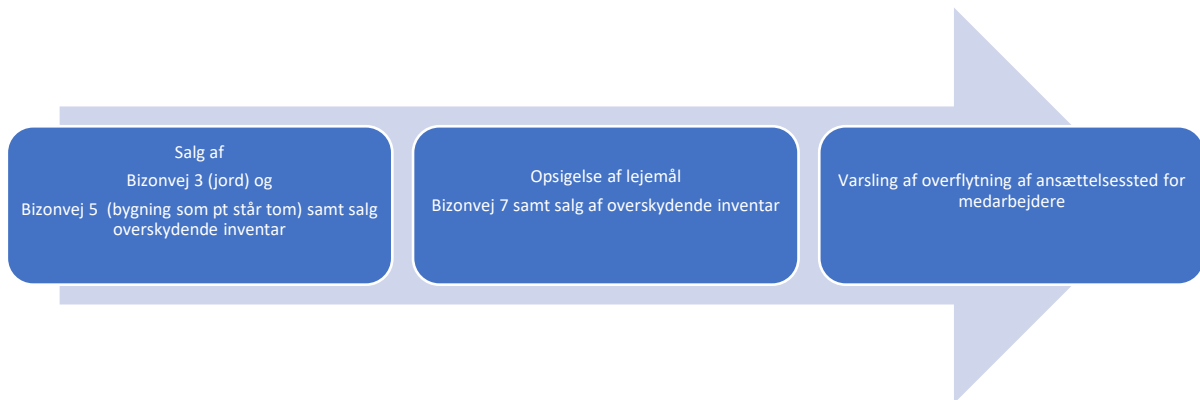 Salg af
Bizonvej 3 (jord) og
Bizonvej 5  (bygning som pt står tom) samt salg
overskydende inventar
Opsigelse af lejemål
Bizonvej 7 samt salg af overskydende inventar
Varsling af overflytning af ansættelsessted for
medarbejdere